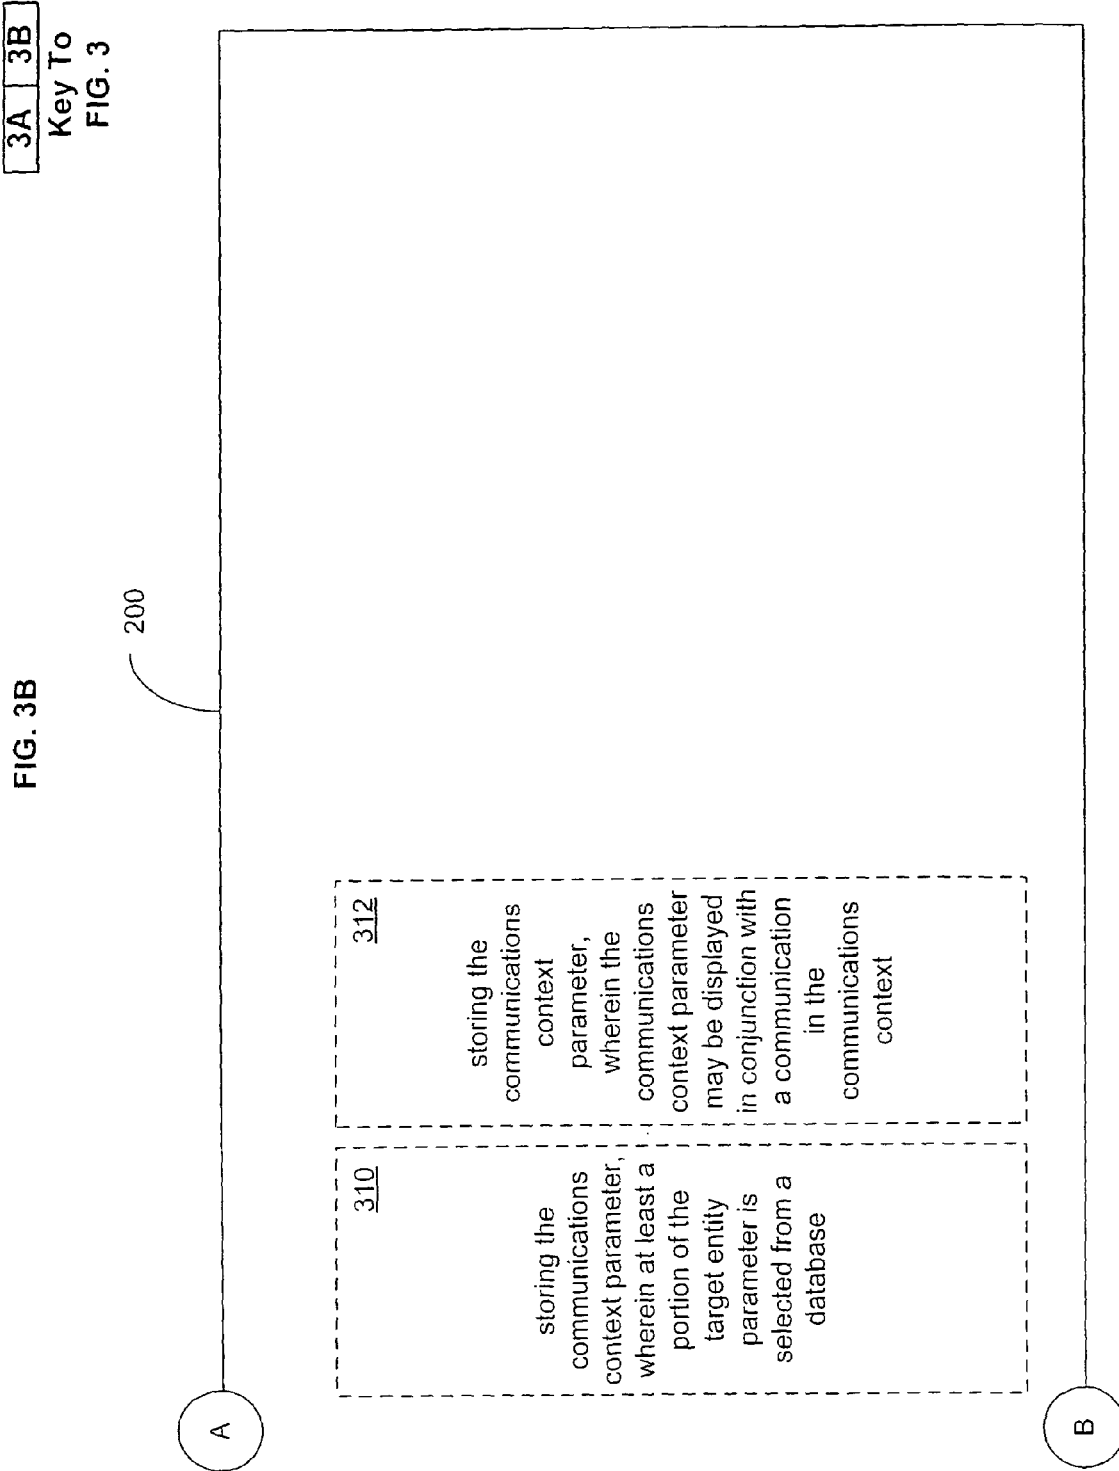 FIG. 3B
3A 3B
Key To
FIG. 3
200
A
310
storing the
communications
context parameter,
wherein at least a
portion of the
target entity
parameter is
selected from a
database
312
storing the
communications
context
parameter,
wherein the
communications
context parameter
may be displayed
in conjunction with
a communication
in the
communications
context
B